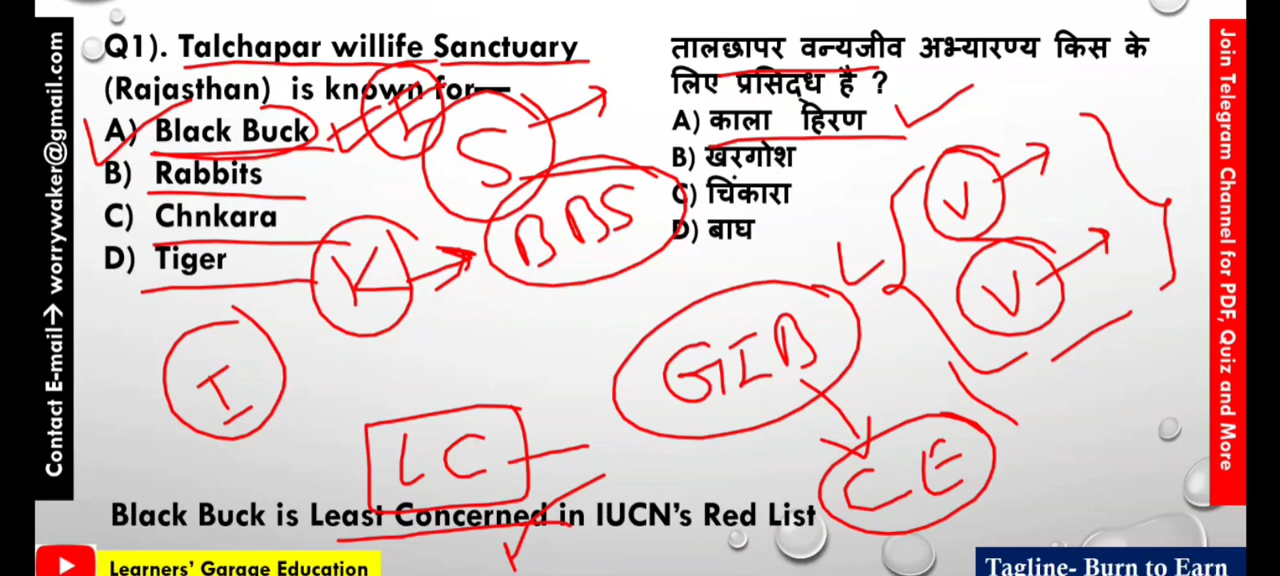 Contact E-mail→ worrywaker@gmail.com
Q1). Talchapar willife Sanctuary
(Rajasthan) is known for—
A) Black Buck
B) Rabbits
C) Chnkara
D) Tiger
तालछापर वन्यजीव अभ्यारण्य किस के
लिए प्रसिद्ध है ?
A) काला हिरण
B) खरगोश
C) चिंकारा
D) बाघ
E
S
BBS
K
I
V
V
GIB
CE
LC
Black Buck is Least Concerned in IUCN's Red List
Learners' Garage Education
Tagline- Burn to Earn
Join Telegram Channel for PDF, Quiz and More